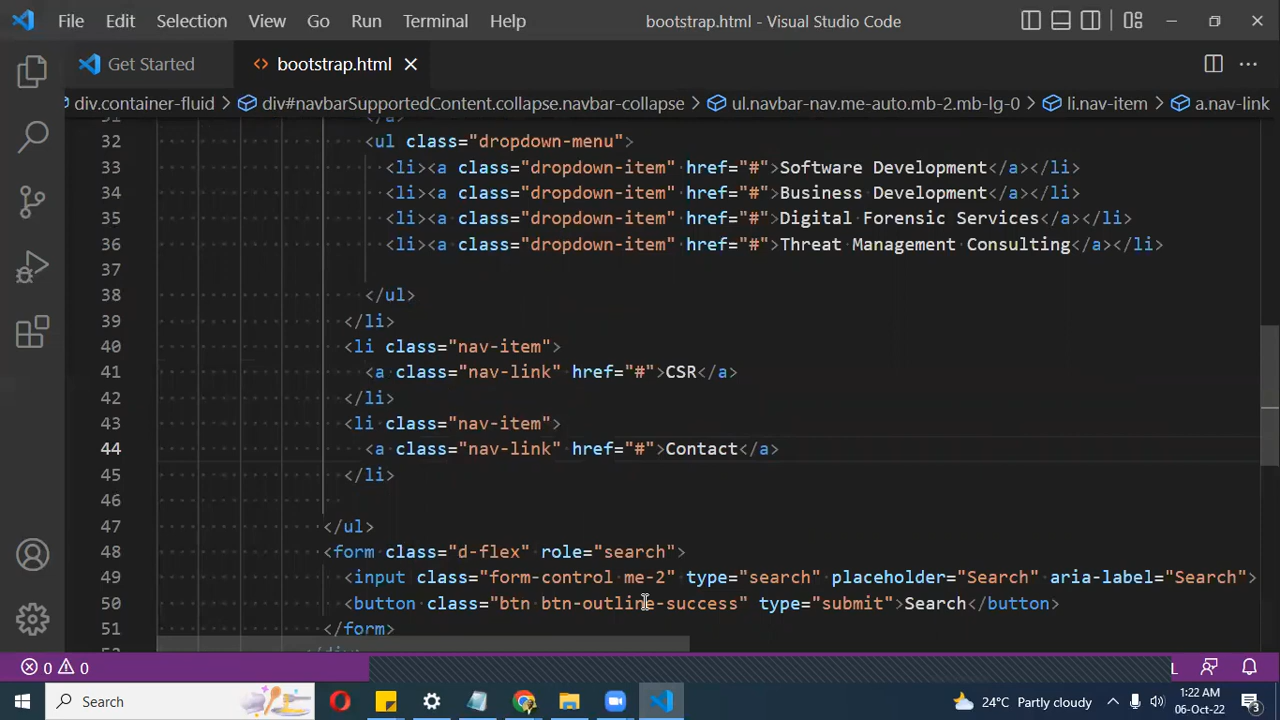 File Edit Selection View Go Run Terminal Help bootstrap.html - Visual Studio Code
Get Started bootstrap.html
div.container-fluid > div#navbarSupportedContent.collapse.navbar-collapse > ul.navbar-nav.me-auto.mb-2.mb-lg-0 > li.nav-item > a.nav-link
31 </a>
32 <ul class="dropdown-menu">
33 <li><a class="dropdown-item" href="#">Software Development</a></li>
34 <li><a class="dropdown-item" href="#">Business Development</a></li>
35 <li><a class="dropdown-item" href="#">Digital Forensic Services</a></li>
36 <li><a class="dropdown-item" href="#">Threat Management Consulting</a></li>
37
38 </ul>
39 </li>
40 <li class="nav-item">
41 <a class="nav-link" href="#">CSR</a>
42 </li>
43 <li class="nav-item">
44 <a class="nav-link" href="#">Contact</a>
45 </li>
46
47 </ul>
48 <form class="d-flex" role="search">
49 <input class="form-control me-2" type="search" placeholder="Search" aria-label="Search">
50 <button class="btn btn-outline-success" type="submit">Search</button>
51 </form>
0 0
Search 24°C Partly cloudy 1:22 AM
06-Oct-22 3